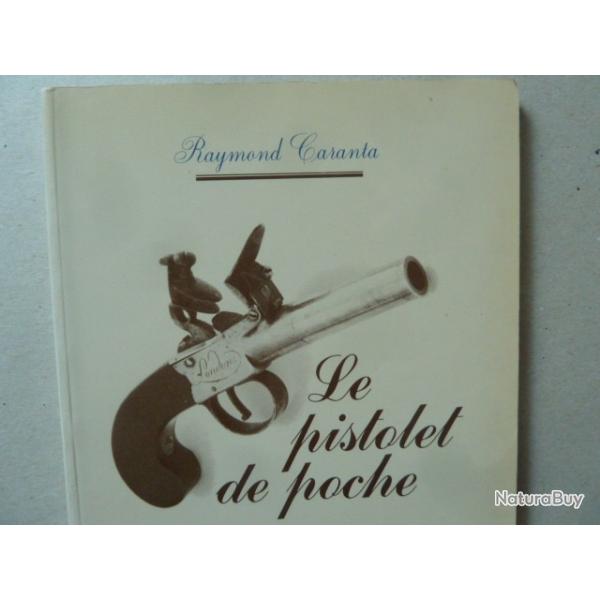 Raymond Caranta
Le
pistolet
de poche
NaturaBuy